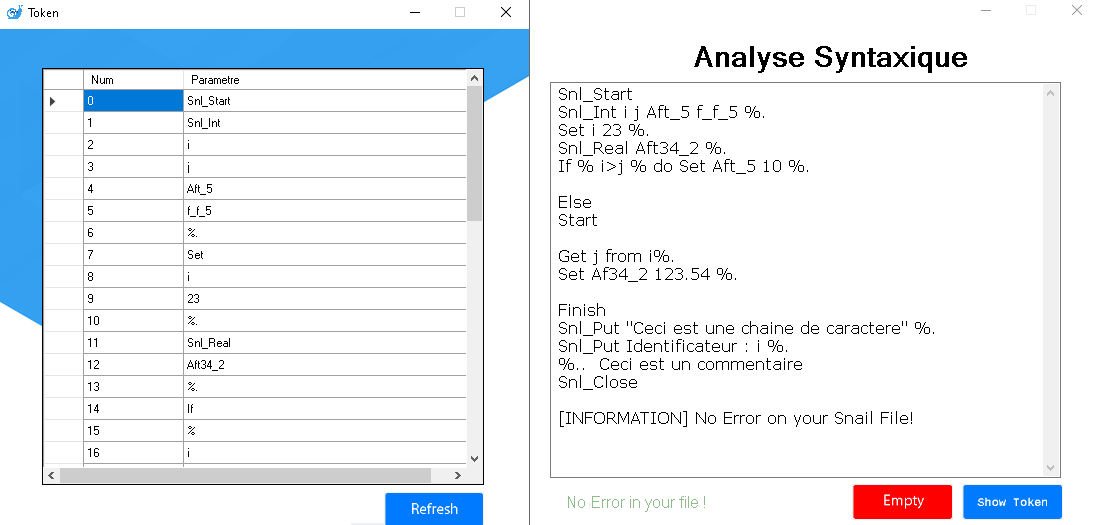 Token
Num Parametre
0 Snl_Start
1 Snl_Int
2 i
3 j
4 Aft_5
5 f_f_5
6 %.
7 Set
8 i
9 23
10 %.
11 Snl_Real
12 Aft34_2
13 %.
14 If
15 %
16 i
Refresh
Analyse Syntaxique
Snl_Start
Snl_Int i j Aft_5 f_f_5 %.
Set i 23 %.
Snl_Real Aft34_2 %.
If % i>j % do Set Aft_5 10 %.
Else
Start
Get j from i%.
Set Af34_2 123.54 %.
Finish
Snl_Put "Ceci est une chaine de caractere" %.
Snl_Put Identificateur : i %.
%.. Ceci est un commentaire
Snl_Close
[INFORMATION] No Error on your Snail File!
No Error in your file !
Empty
Show Token